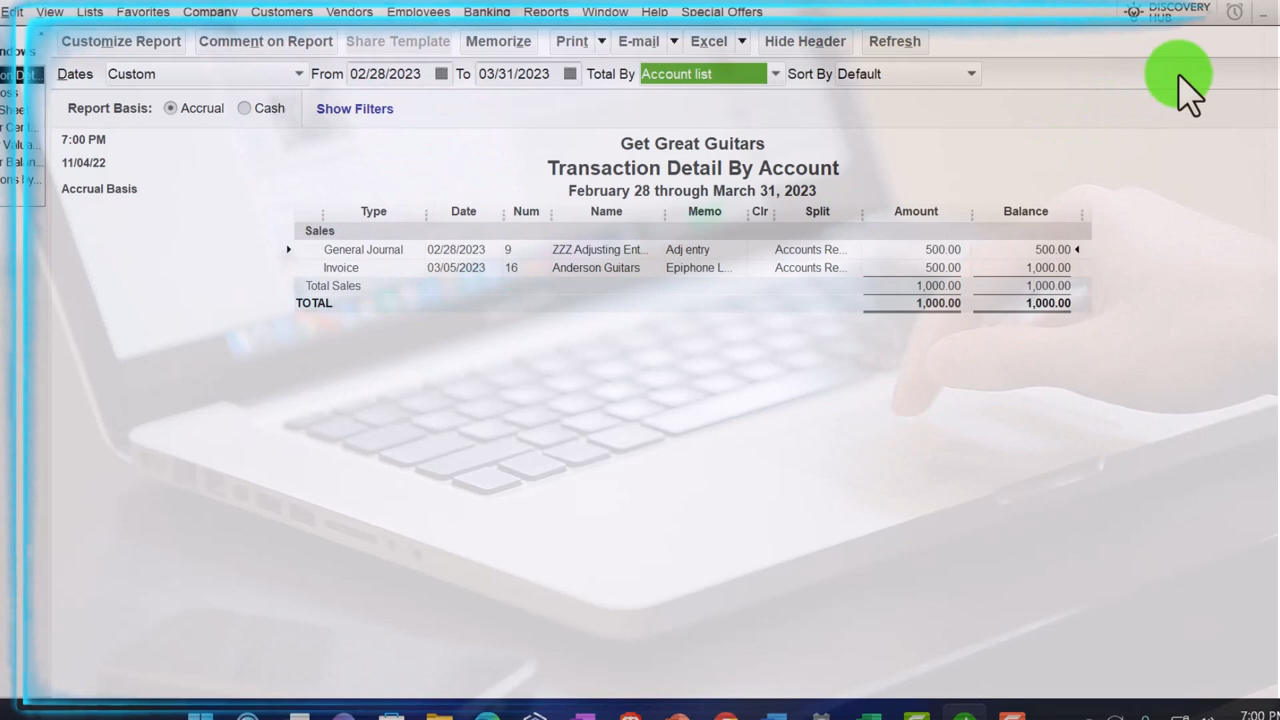 Edit View Lists Favorites Company Customers Vendors Employees Banking Reports Window Help Special Offers DISCOVERY HUB
Customize Report Comment on Report Share Template Memorize Print E-mail Excel Hide Header Refresh
Dates Custom From 02/28/2023 To 03/31/2023 Total By Account list Sort By Default
Report Basis: Accrual Cash Show Filters
7:00 PM
11/04/22
Accrual Basis
Get Great Guitars
Transaction Detail By Account
February 28 through March 31, 2023
Type Date Num Name Memo Clr Split Amount Balance
Sales
General Journal 02/28/2023 9 ZZZ Adjusting Ent... Adj entry Accounts Re... 500.00 500.00
Invoice 03/05/2023 16 Anderson Guitars Epiphone L... Accounts Re... 500.00 1,000.00
Total Sales 1,000.00 1,000.00
TOTAL 1,000.00 1,000.00
7:00 PM